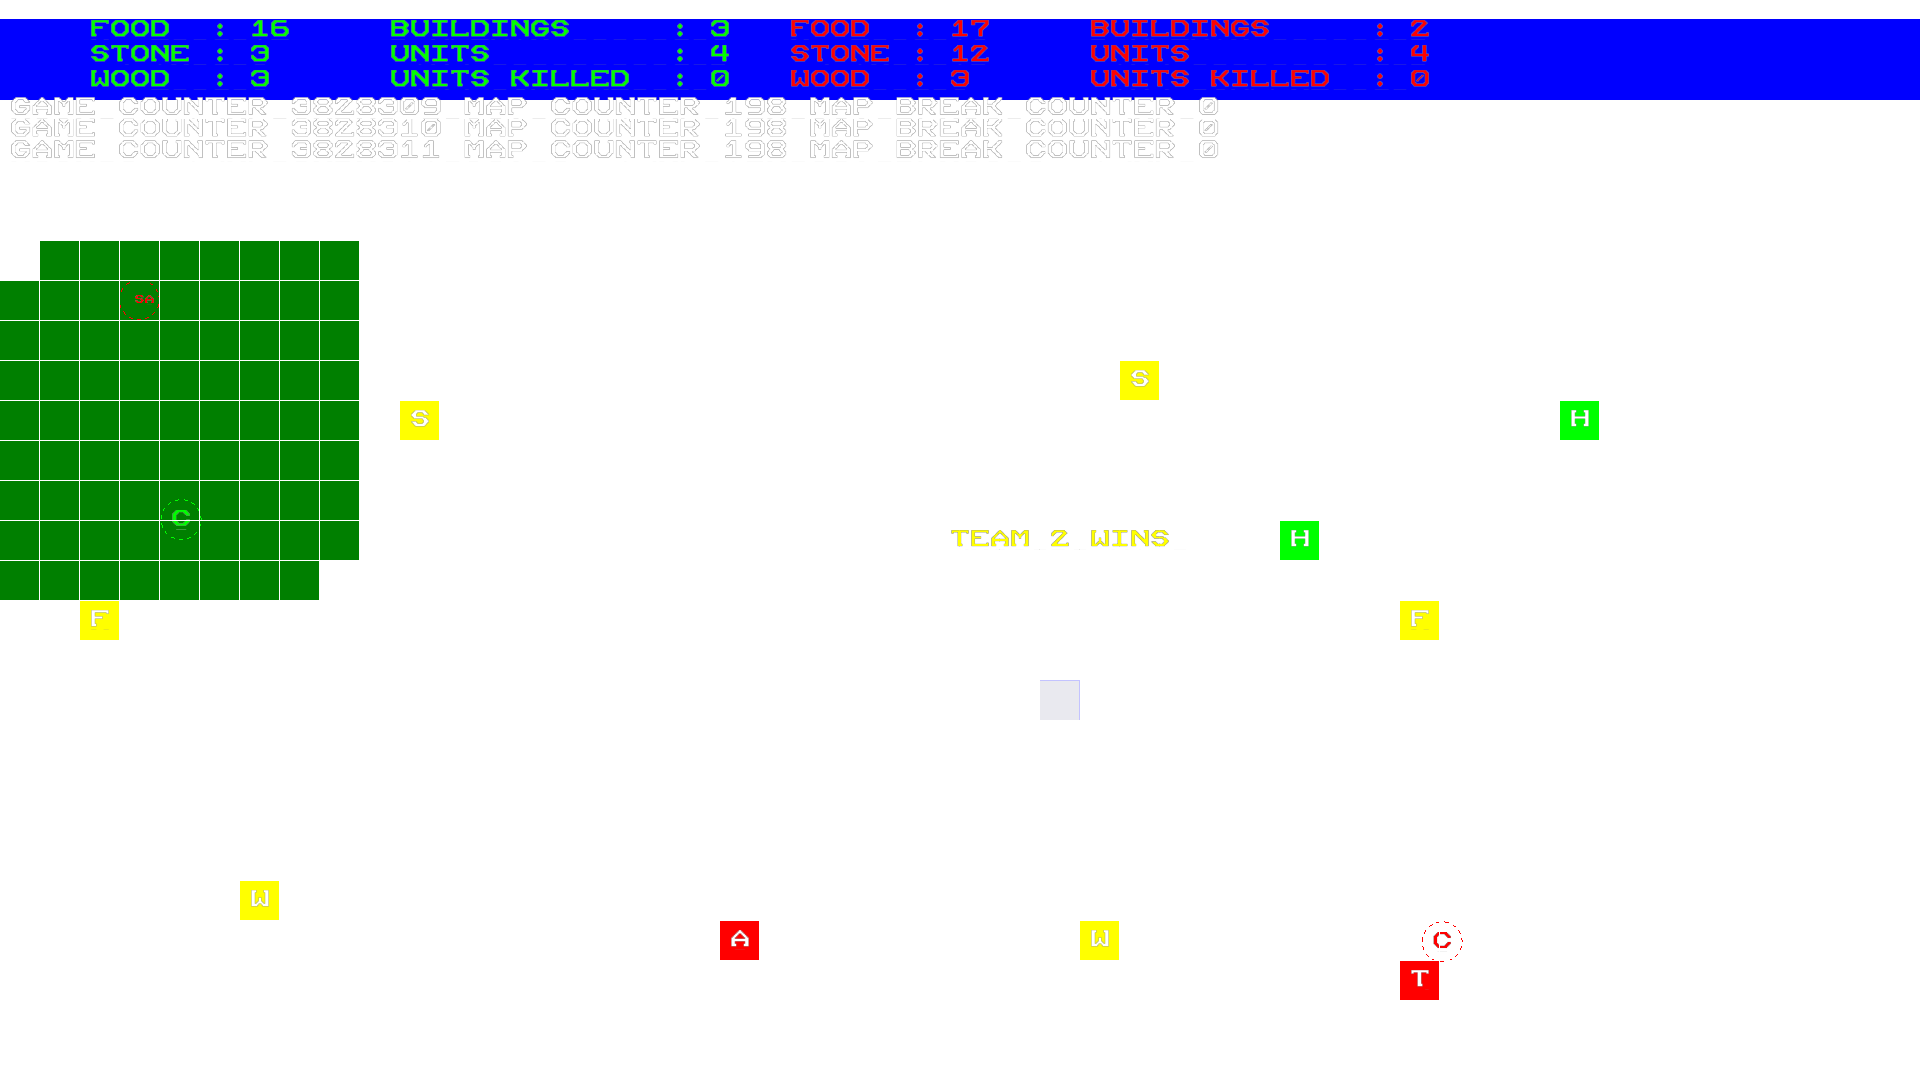 FOOD : 16 BUILDINGS : 3 FOOD : 17 BUILDINGS : 2
STONE : 3 UNITS : 4 STONE : 12 UNITS : 4
WOOD : 3 UNITS KILLED : 0 WOOD : 3 UNITS KILLED : 0
GAME COUNTER 3828309 MAP COUNTER 198 MAP BREAK COUNTER 0
GAME COUNTER 3828310 MAP COUNTER 198 MAP BREAK COUNTER 0
GAME COUNTER 3828311 MAP COUNTER 198 MAP BREAK COUNTER 0
S
S
H
C
TEAM 2 WINS
H
F
F
W
A
W
C
T